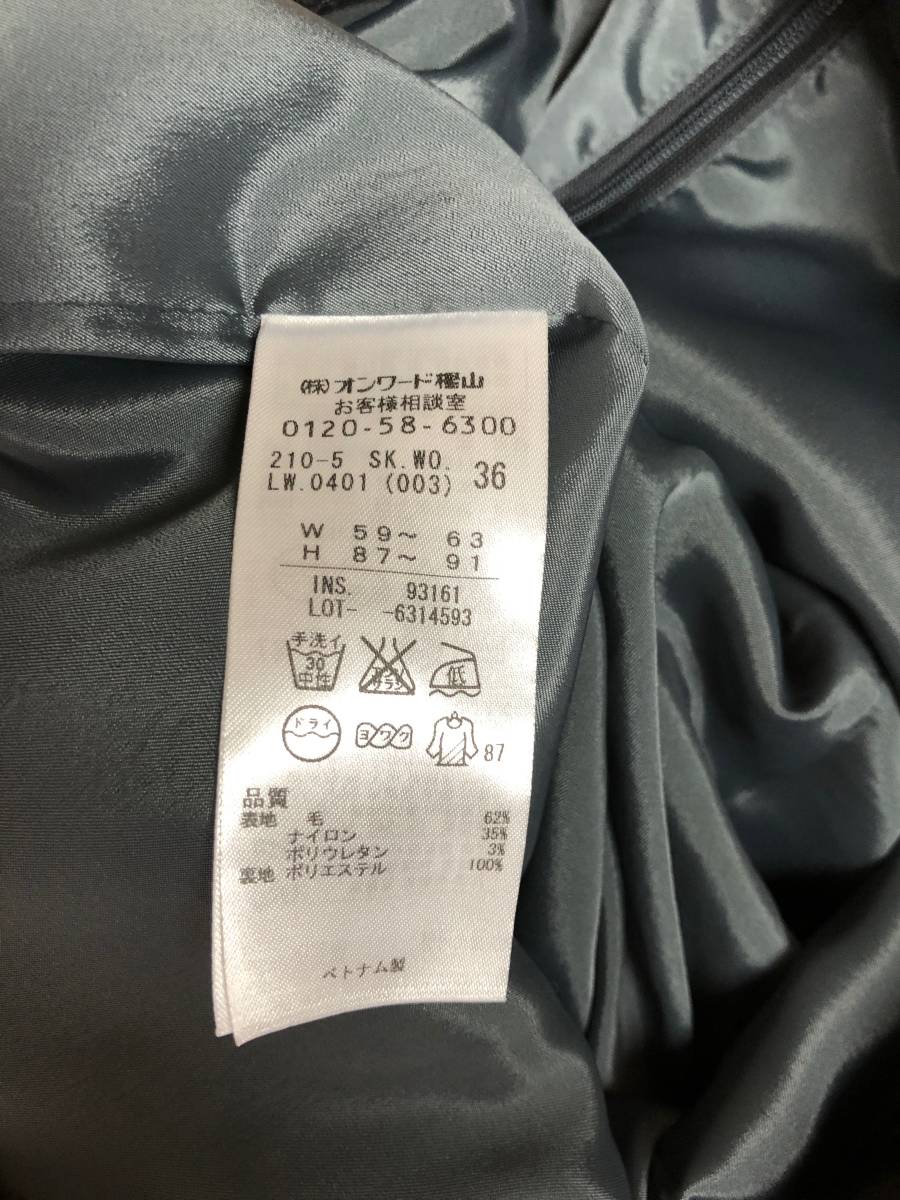 (株)オンワード樫山
お客様相談室
0120-58-6300
210-5 SK.WO.
LW.0401 (003) 36
W 59～ 63
H 87～ 91
INS. 93161
LOT- -6314593
手洗イ
30
中性
サラシ
低
ドライ
ヨワク
87
品質
表地 毛 62%
ナイロン 35%
ポリウレタン 3%
裏地 ポリエステル 100%
ベトナム製